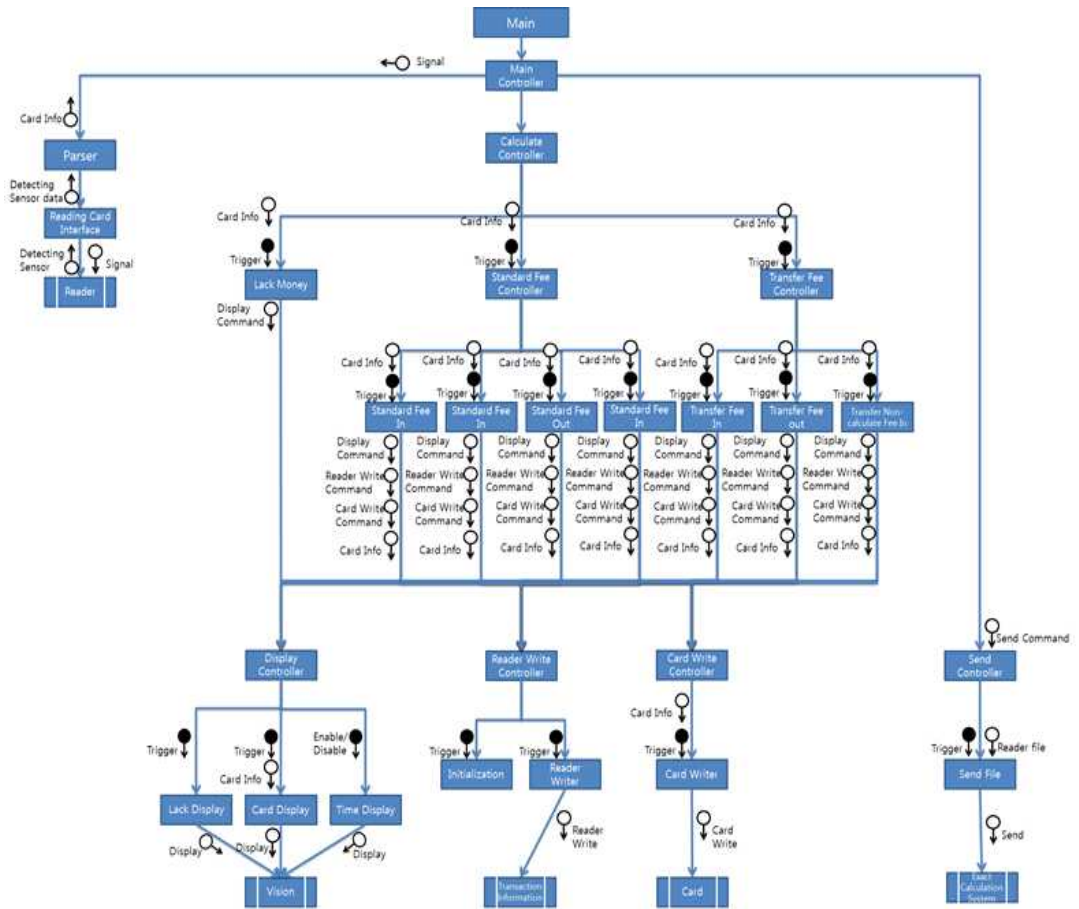 Main
Signal
Main
Controller
Card Info
Parser
Calculate
Controller
Detecting
Sensor data
Reading Card
Interface
Detecting
Sensor
Signal
Reader
Card Info
Card Info
Card Info
Trigger
Trigger
Trigger
Lack Money
Standard Fee
Controller
Transfer Fee
Controller
Display
Command
Card Info
Card Info
Card Info
Card Info
Card Info
Card Info
Card Info
Trigger
Trigger
Trigger
Trigger
Trigger
Trigger
Trigger
Standard Fee
In
Standard Fee
In
Standard Fee
Out
Standard Fee
In
Transfer Fee
In
Transfer Fee
out
Transfer Non-
calculate Fee In
Display
Command
Display
Command
Display
Command
Display
Command
Display
Command
Display
Command
Display
Command
Reader Write
Command
Reader Write
Command
Reader Write
Command
Reader Write
Command
Reader Write
Command
Reader Write
Command
Reader Write
Command
Card Write
Command
Card Write
Command
Card Write
Command
Card Write
Command
Card Write
Command
Card Write
Command
Card Write
Command
Card Info
Card Info
Card Info
Card Info
Card Info
Card Info
Card Info
Send Command
Display
Controller
Reader Write
Controller
Card Write
Controller
Send
Controller
Card Info
Trigger
Trigger
Enable/
Disable
Trigger
Trigger
Trigger
Trigger
Reader file
Card Info
Initialization
Reader
Writer
Card Writer
Send File
Lack Display
Card Display
Time Display
Display
Display
Display
Reader
Write
Card
Write
Send
Vision
Transaction
Information
Card
Exact
Calculation
System